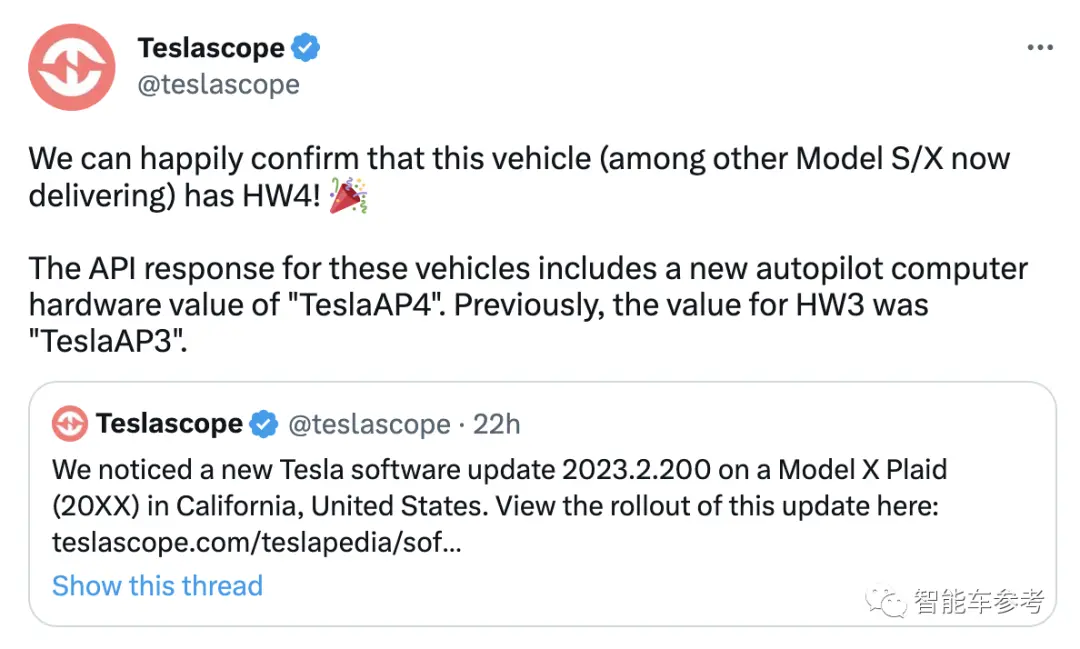 Teslascope
@teslascope
We can happily confirm that this vehicle (among other Model S/X now
delivering) has HW4! 🎉
The API response for these vehicles includes a new autopilot computer
hardware value of "TeslaAP4". Previously, the value for HW3 was
"TeslaAP3".
Teslascope @teslascope · 22h
We noticed a new Tesla software update 2023.2.200 on a Model X Plaid
(20XX) in California, United States. View the rollout of this update here:
teslascope.com/teslapedia/sof...
Show this thread
智能车参考